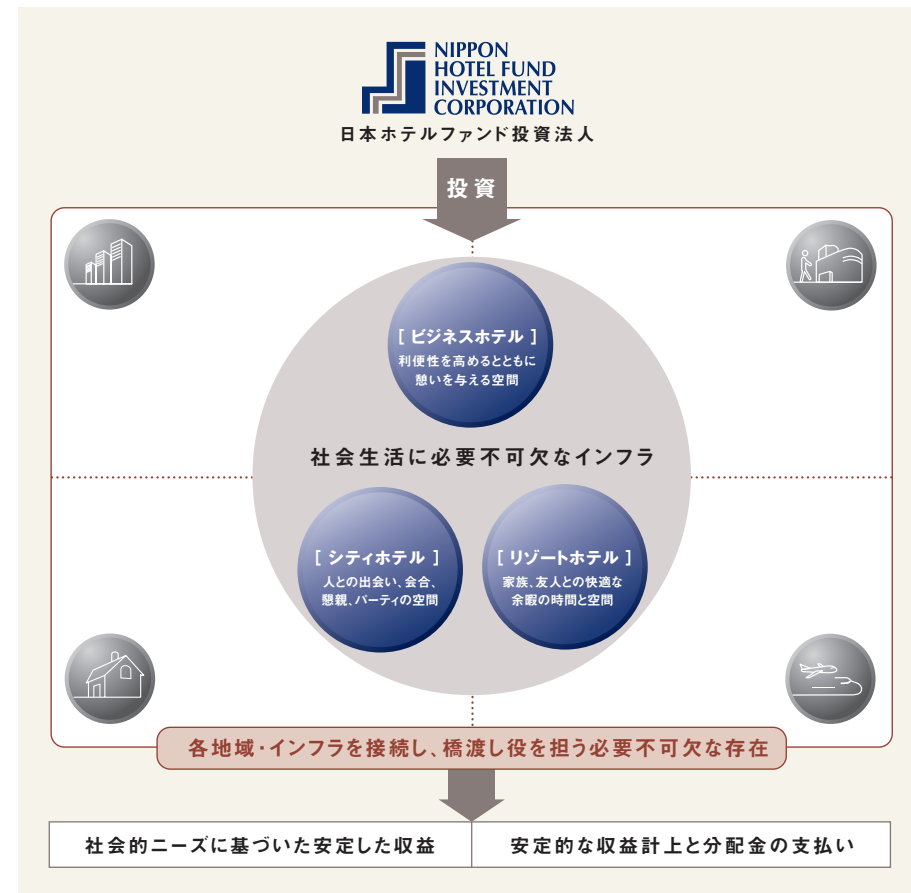 NIPPON
HOTEL FUND
INVESTMENT
CORPORATION
日本ホテルファンド投資法人
投資
[ ビジネスホテル ]
利便性を高めるとともに
憩いを与える空間
社会生活に必要不可欠なインフラ
[ シティホテル ]
人との出会い、会合、
懇親、パーティの空間
[ リゾートホテル ]
家族、友人との快適な
余暇の時間と空間
各地域・インフラを接続し、橋渡し役を担う必要不可欠な存在
社会的ニーズに基づいた安定した収益
安定的な収益計上と分配金の支払い